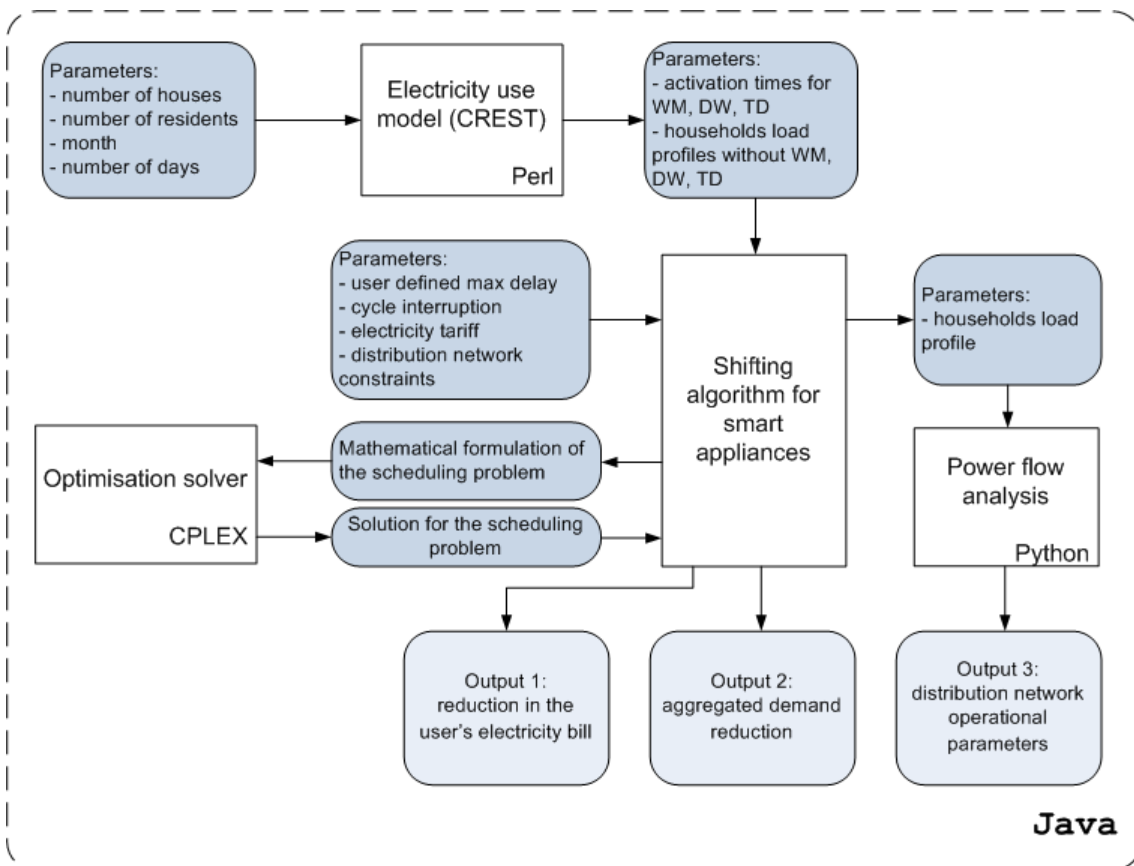 Parameters:
- number of houses
- number of residents
- month
- number of days
Electricity use
model (CREST)
Perl
Parameters:
- activation times for
WM, DW, TD
- households load
profiles without WM,
DW, TD
Parameters:
- user defined max delay
- cycle interruption
- electricity tariff
- distribution network
constraints
Shifting
algorithm for
smart
appliances
Parameters:
- households load
profile
Optimisation solver
CPLEX
Mathematical formulation of
the scheduling problem
Solution for the scheduling
problem
Power flow
analysis
Python
Output 1:
reduction in the
user's electricity bill
Output 2:
aggregated demand
reduction
Output 3:
distribution network
operational
parameters
Java